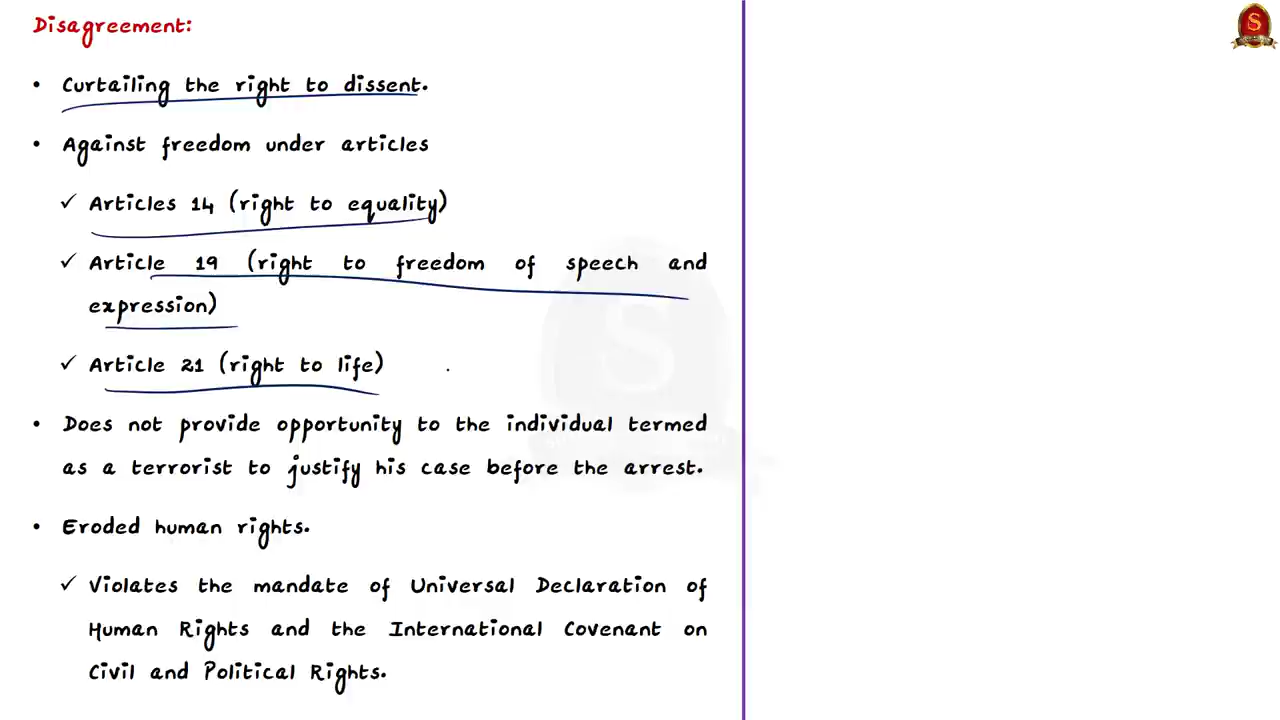 Disagreement:
• Curtailing the right to dissent.
• Against freedom under articles
✓ Articles 14 (right to equality)
✓ Article 19 (right to freedom of speech and
expression)
✓ Article 21 (right to life)
• Does not provide opportunity to the individual termed
as a terrorist to justify his case before the arrest.
• Eroded human rights.
✓ Violates the mandate of Universal Declaration of
Human Rights and the International Covenant on
Civil and Political Rights.
S
S